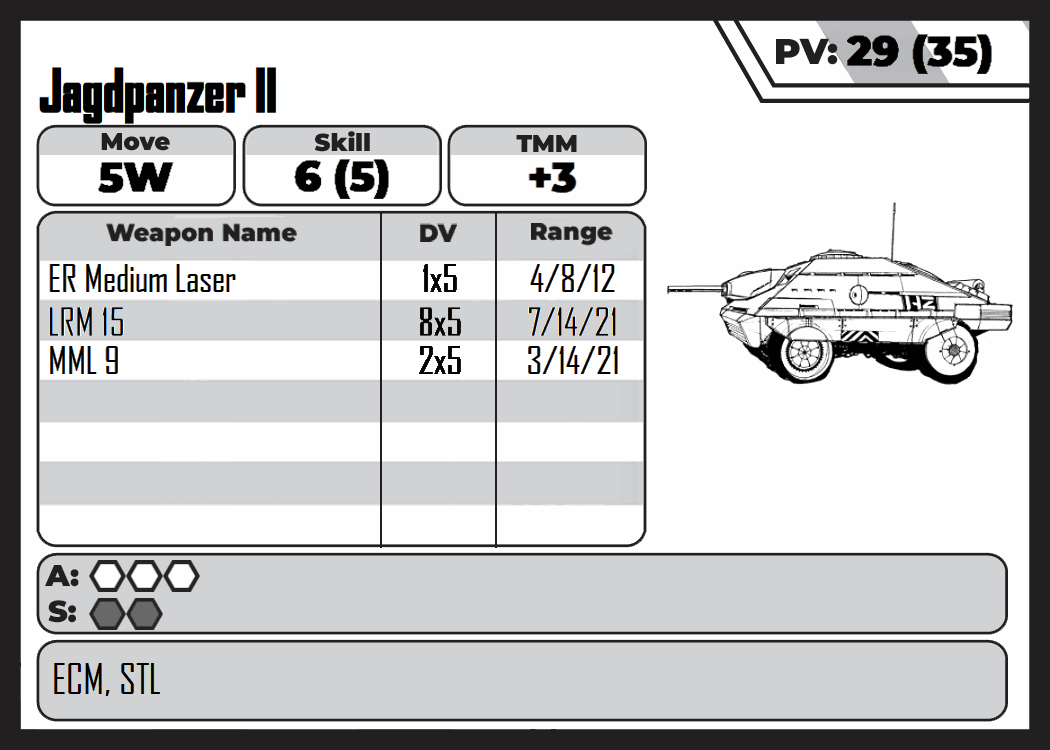 PV: 29 (35)
Jagdpanzer II
Move Skill TMM
5W 6 (5) +3
Weapon Name DV Range
ER Medium Laser 1x5 4/8/12
LRM 15 8x5 7/14/21
MML 9 2x5 3/14/21
A:
S:
ECM, STL